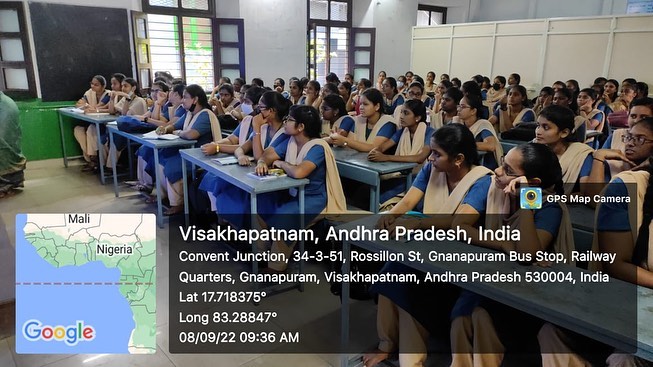 GPS Map Camera
Mali
Nigeria
Google
Visakhapatnam, Andhra Pradesh, India
Convent Junction, 34-3-51, Rossillon St, Gnanapuram Bus Stop, Railway
Quarters, Gnanapuram, Visakhapatnam, Andhra Pradesh 530004, India
Lat 17.718375°
Long 83.28847°
08/09/22 09:36 AM